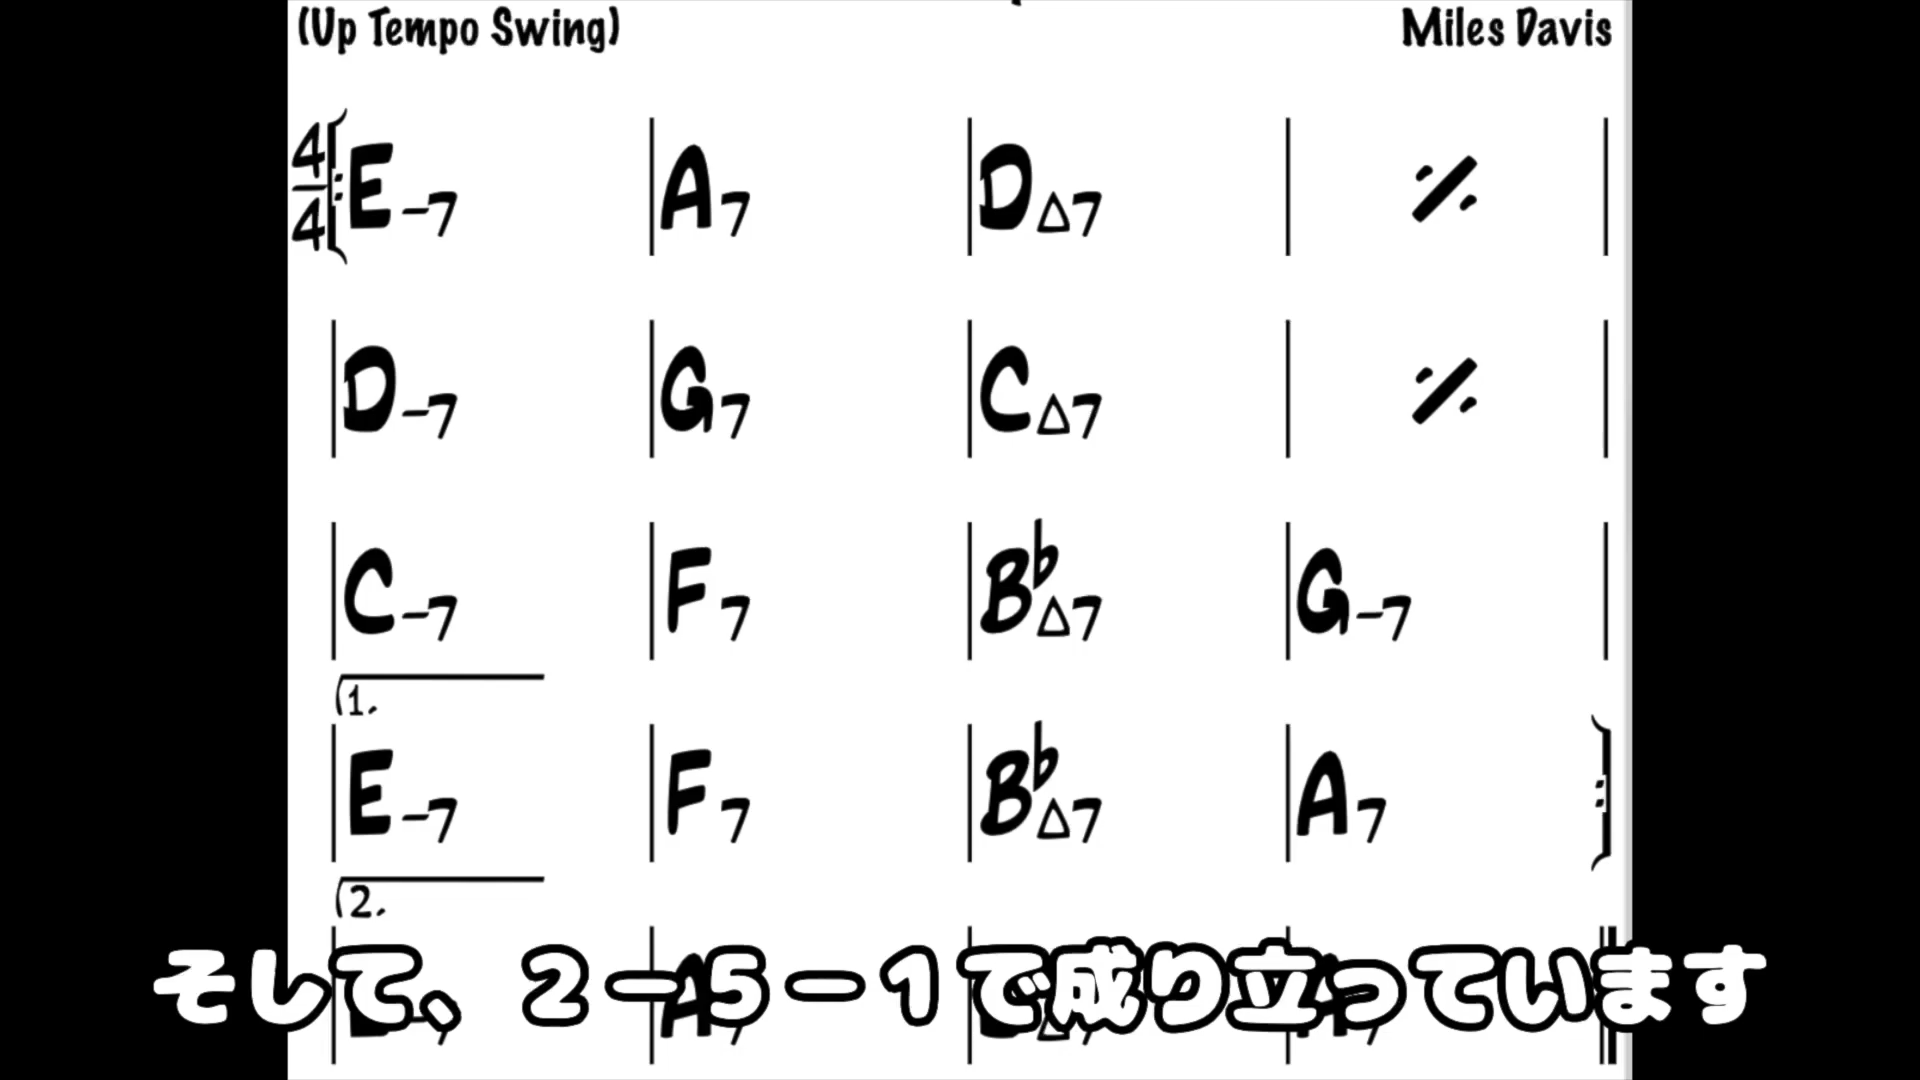 (Up Tempo Swing) Miles Davis
4/4 E-7 A7 DΔ7 𝄎
D-7 G7 CΔ7 𝄎
C-7 F7 B♭Δ7 G-7
1.
E-7 F7 B♭Δ7 A7
2.
そして、２－５－１で成り立っています